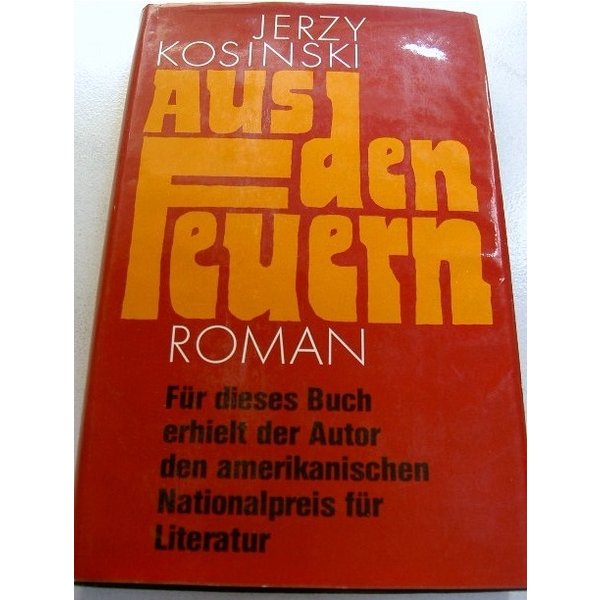 JERZY
KOSINSKI
aus
den
Feuern
ROMAN
Für dieses Buch
erhielt der Autor
den amerikanischen
Nationalpreis für
Literatur